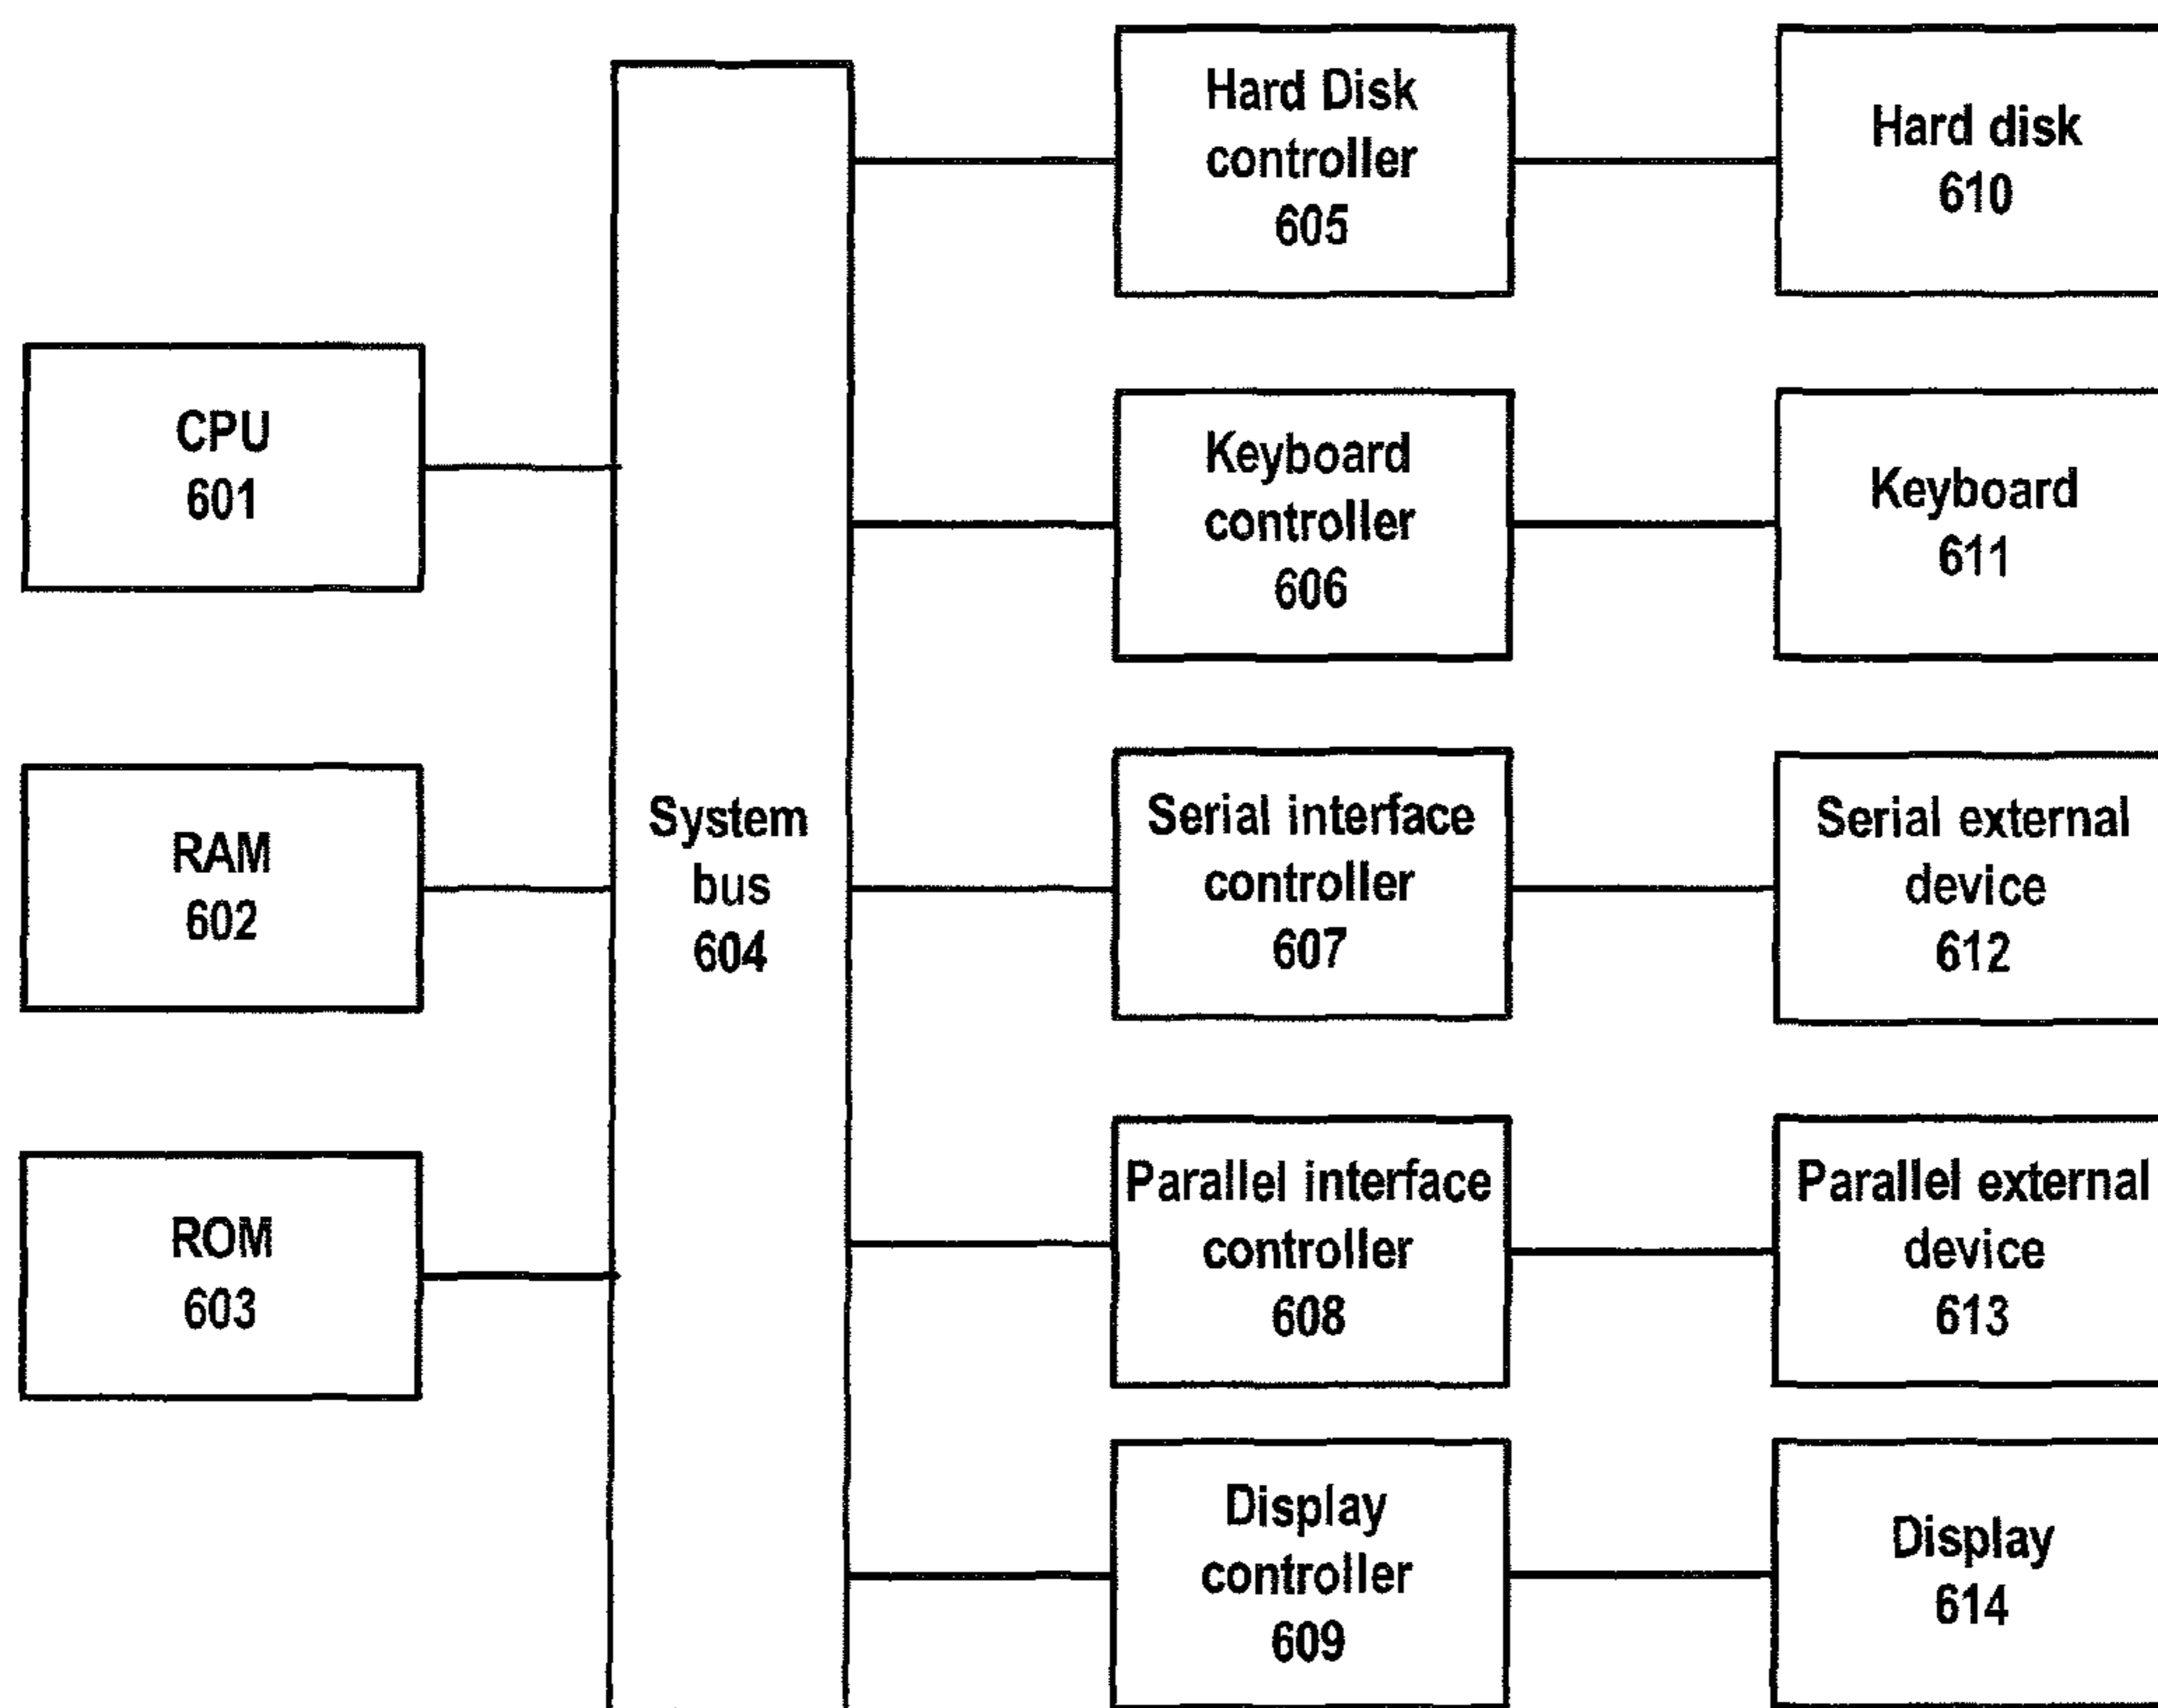 CPU
601
RAM
602
ROM
603
System
bus
604
Hard Disk
controller
605
Hard disk
610
Keyboard
controller
606
Keyboard
611
Serial interface
controller
607
Serial external
device
612
Parallel interface
controller
608
Parallel external
device
613
Display
controller
609
Display
614